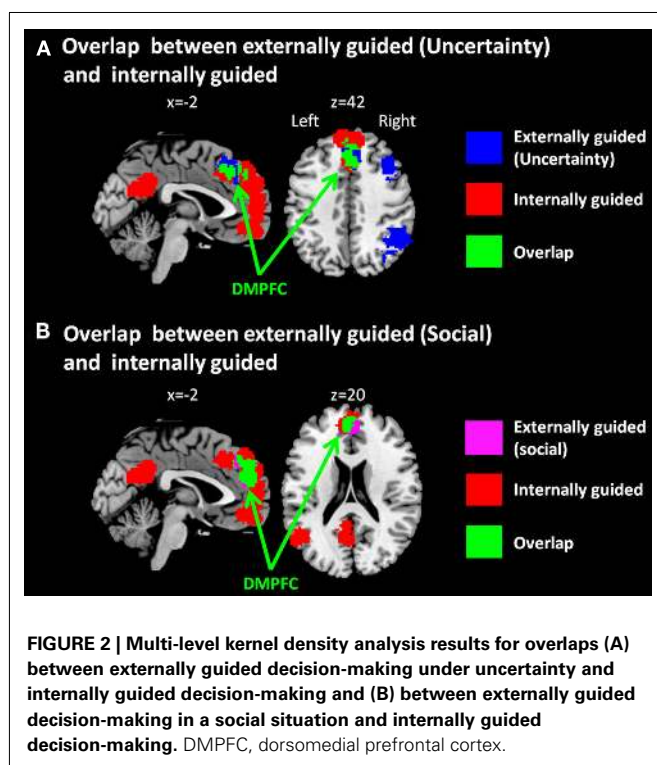 A Overlap between externally guided (Uncertainty)
and internally guided
x=-2
z=42
Left
Right
Externally guided
(Uncertainty)
Internally guided
Overlap
DMPFC
B Overlap between externally guided (Social)
and internally guided
x=-2
z=20
Externally guided
(social)
Internally guided
Overlap
DMPFC
FIGURE 2 | Multi-level kernel density analysis results for overlaps (A)
between externally guided decision-making under uncertainty and
internally guided decision-making and (B) between externally guided
decision-making in a social situation and internally guided
decision-making. DMPFC, dorsomedial prefrontal cortex.